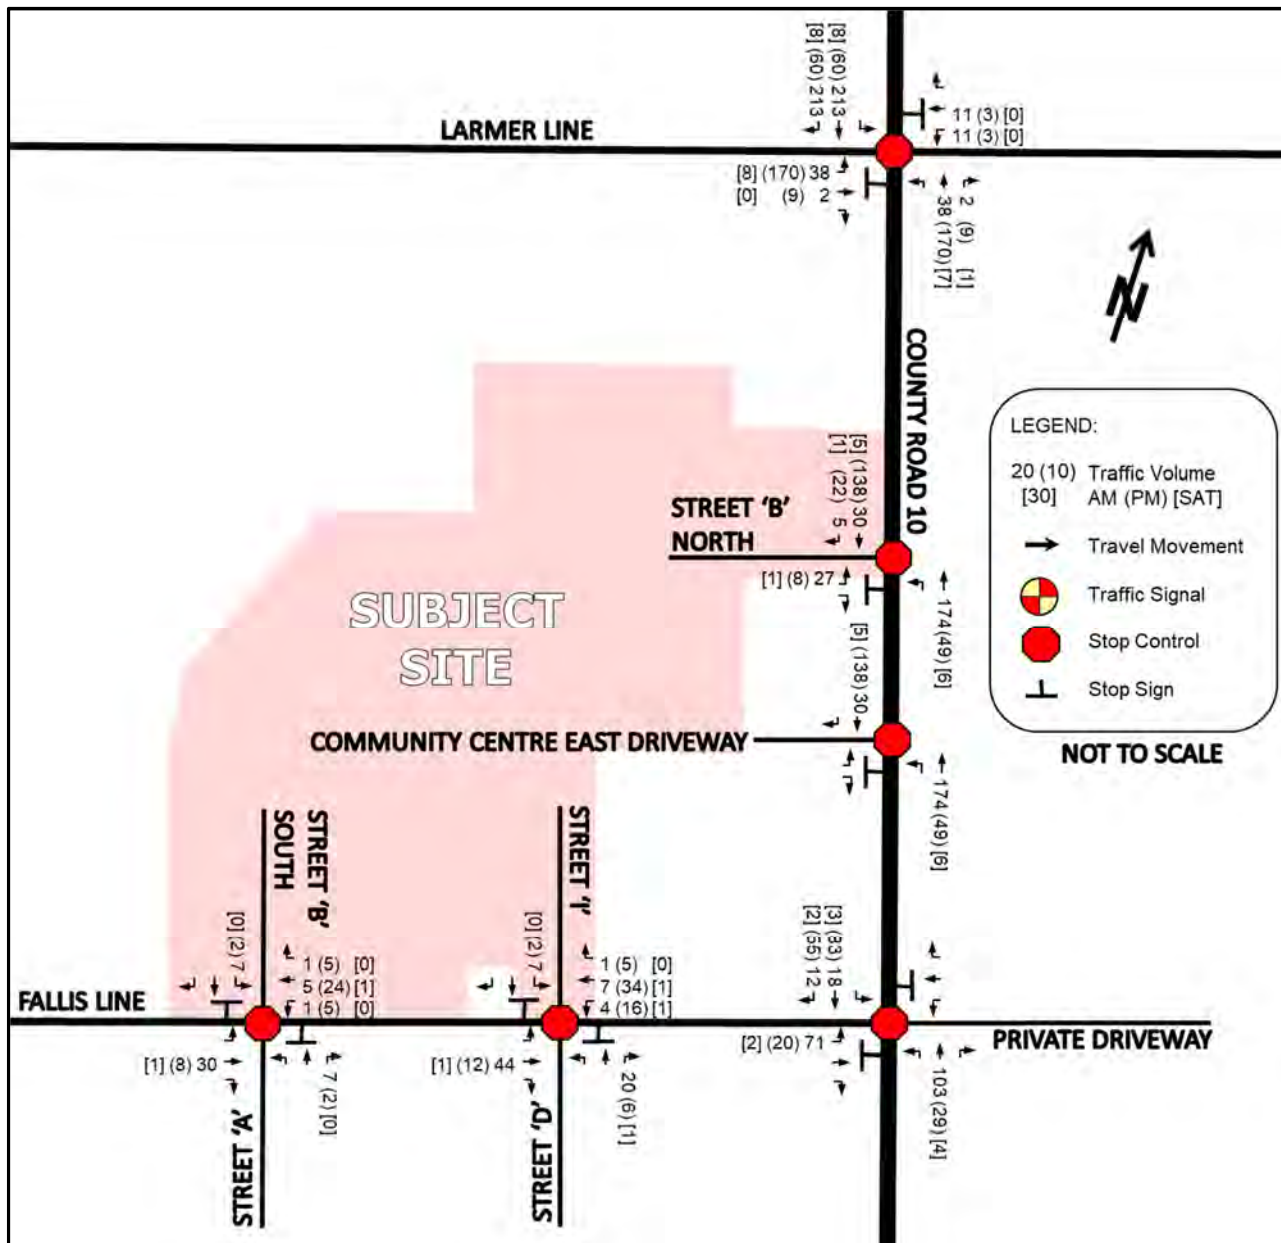 [8] (60) 213
[8] (60) 213
11 (3) [0]
11 (3) [0]
LARMER LINE
[8] (170) 38
[0] (9) 2
2 (9) [1]
38 (170) [7]
N
COUNTY ROAD 10
LEGEND:
20 (10) Traffic Volume
[30] AM (PM) [SAT]
Travel Movement
Traffic Signal
Stop Control
Stop Sign
NOT TO SCALE
[5] (138) 30
[1] (22) 5
STREET 'B'
NORTH
[1] (8) 27
174 (49) [6]
SUBJECT
SITE
[5] (138) 30
COMMUNITY CENTRE EAST DRIVEWAY
174 (49) [6]
STREET 'B'
SOUTH
[0] (2) 7
1 (5) [0]
5 (24) [1]
1 (5) [0]
STREET 'I'
[0] (2) 7
1 (5) [0]
7 (34) [1]
4 (16) [1]
[3] (83) 18
[2] (55) 12
FALLIS LINE
PRIVATE DRIVEWAY
[1] (8) 30
7 (2) [0]
STREET 'A'
[1] (12) 44
20 (6) [1]
STREET 'D'
[2] (20) 71
103 (29) [4]